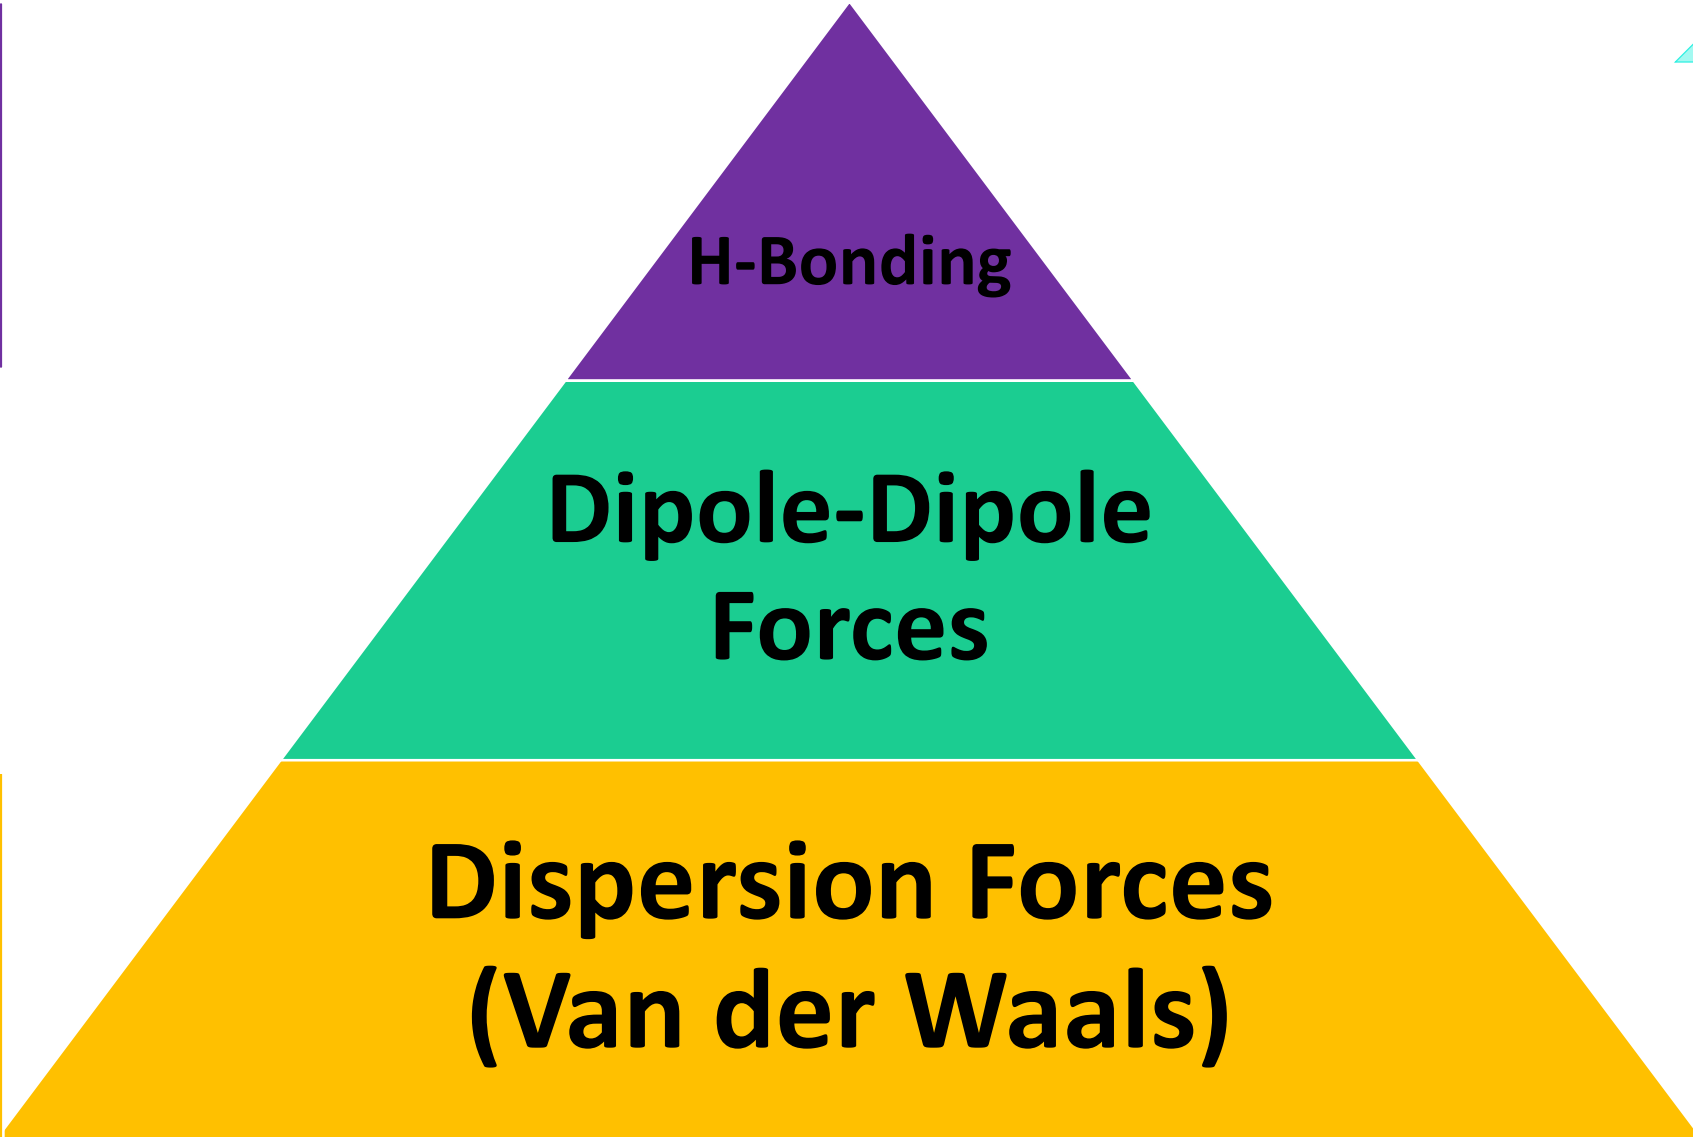 H-Bonding
Dipole-Dipole
Forces
Dispersion Forces
(Van der Waals)